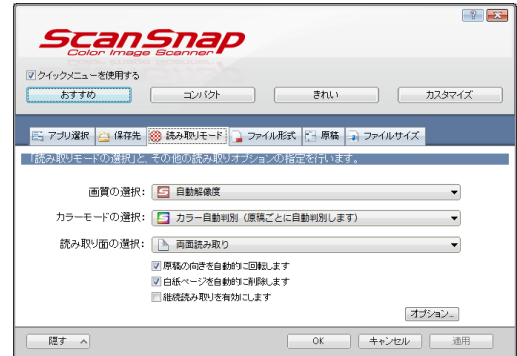 ScanSnap
Color Image Scanner
クイックメニューを使用する
おすすめ コンパクト きれい カスタマイズ
アプリ選択 保存先 読み取りモード ファイル形式 原稿 ファイルサイズ
「読み取りモードの選択」と、その他の読み取りオプションの指定を行います。
画質の選択: 自動解像度
カラーモードの選択: カラー自動判別（原稿ごとに自動判別します）
読み取り面の選択: 両面読み取り
原稿の向きを自動的に回転します
白紙ページを自動的に削除します
継続読み取りを有効にします
オプション...
隠す OK キャンセル 適用